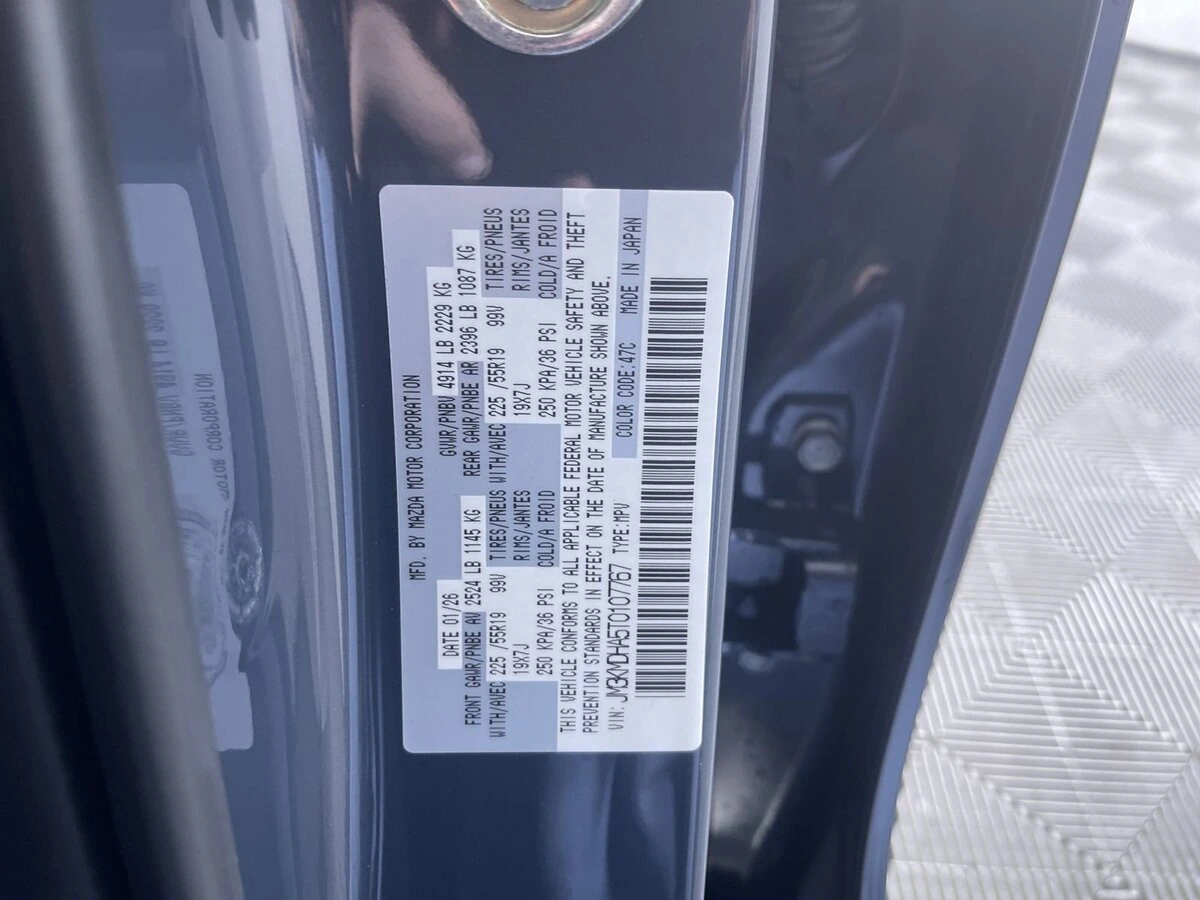 MFD. BY MAZDA MOTOR CORPORATION
DATE 01/26 GVWR/PNBV 4914 LB 2229 KG
FRONT GAWR/PNBE AV 2524 LB 1145 KG REAR GAWR/PNBE AR 2396 LB 1087 KG
WITH/AVEC 225 /55R19 99V TIRES/PNEUS WITH/AVEC 225 /55R19 99V TIRES/PNEUS
19X7J RIMS/JANTES 19X7J RIMS/JANTES
250 KPA/36 PSI COLD/A FROID 250 KPA/36 PSI COLD/A FROID
THIS VEHICLE CONFORMS TO ALL APPLICABLE FEDERAL MOTOR VEHICLE SAFETY AND THEFT
PREVENTION STANDARDS IN EFFECT ON THE DATE OF MANUFACTURE SHOWN ABOVE.
VIN: JM3KMDHA5T0107767 TYPE:MPV COLOR CODE:47C MADE IN JAPAN